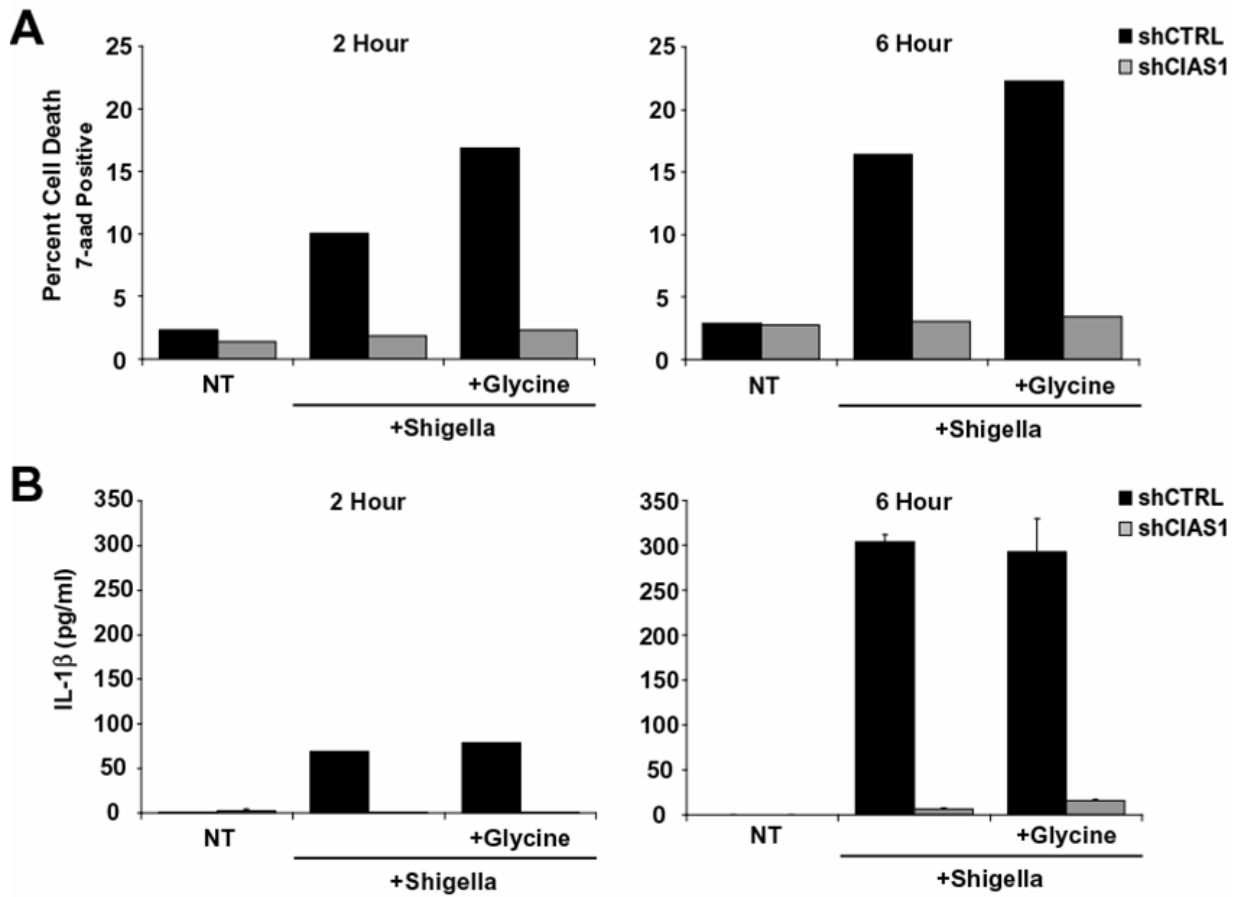 A
2 Hour
6 Hour
shCTRL
shCIAS1
Percent Cell Death
7-aad Positive
25
20
15
10
5
0
NT
+Glycine
+Shigella
25
20
15
10
5
0
NT
+Glycine
+Shigella
B
2 Hour
6 Hour
shCTRL
shCIAS1
IL-1β (pg/ml)
350
300
250
200
150
100
50
0
NT
+Glycine
+Shigella
350
300
250
200
150
100
50
0
NT
+Glycine
+Shigella